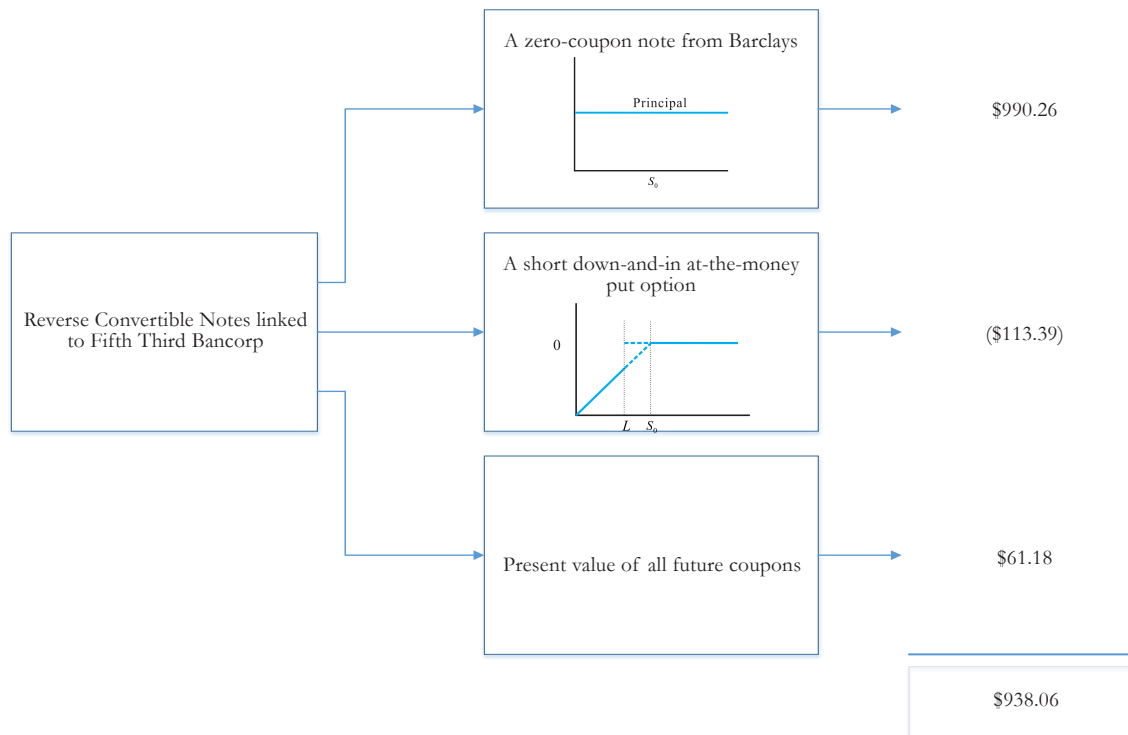 A zero-coupon note from Barclays
Principal
S₀
$990.26
Reverse Convertible Notes linked
to Fifth Third Bancorp
A short down-and-in at-the-money
put option
0
L S₀
($113.39)
Present value of all future coupons
$61.18
$938.06